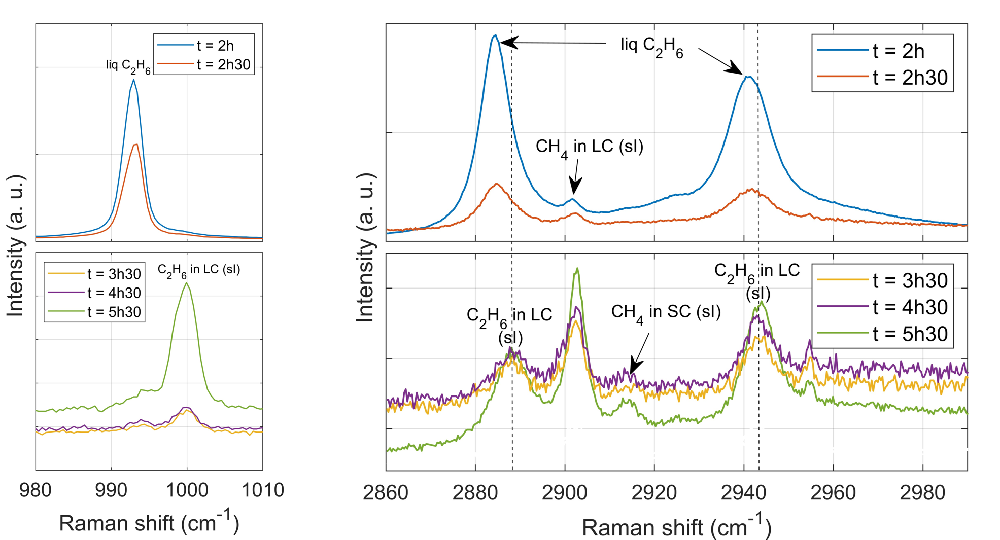 t = 2h
t = 2h30
liq C2H6
Intensity (a. u.)
t = 3h30
t = 4h30
t = 5h30
C2H6 in LC (sI)
980 990 1000 1010
Raman shift (cm-1)
liq C2H6
t = 2h
t = 2h30
CH4 in LC (sI)
Intensity (a. u.)
C2H6 in LC
(sI)
CH4 in SC (sI)
C2H6 in LC
(sI)
t = 3h30
t = 4h30
t = 5h30
2860 2880 2900 2920 2940 2960 2980
Raman shift (cm-1)